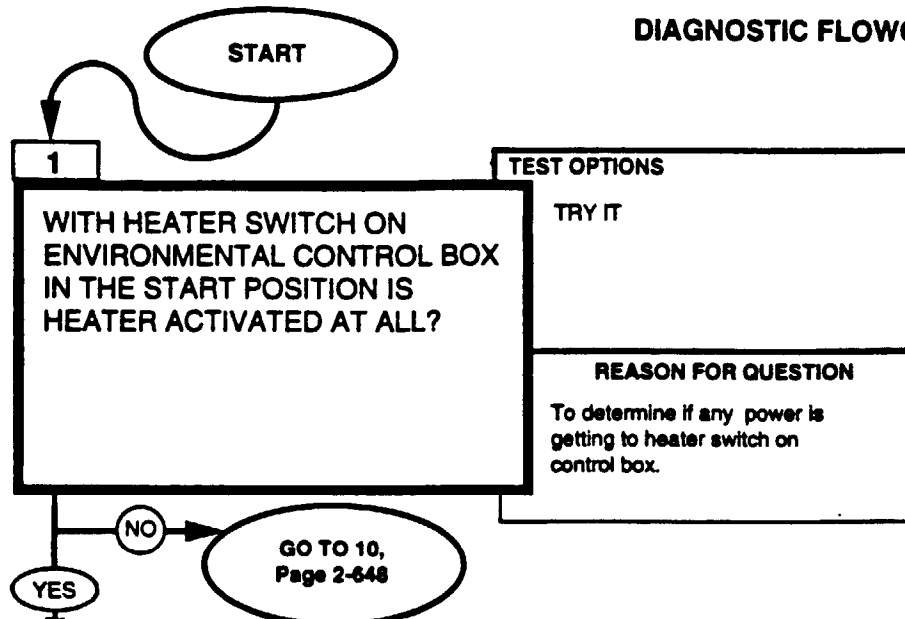 DIAGNOSTIC FLOW
START
1
WITH HEATER SWITCH ON
ENVIRONMENTAL CONTROL BOX
IN THE START POSITION IS
HEATER ACTIVATED AT ALL?
TEST OPTIONS
TRY IT
REASON FOR QUESTION
To determine if any power is
getting to heater switch on
control box.
NO
GO TO 10,
Page 2-648
YES